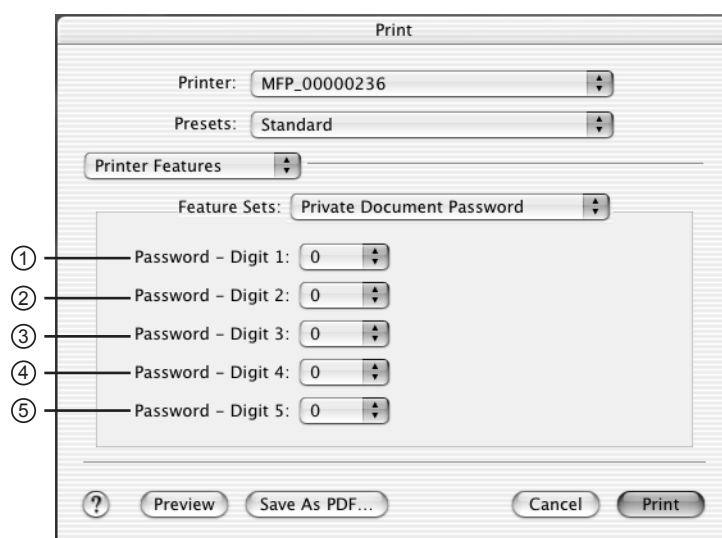 Print
Printer: MFP_00000236
Presets: Standard
Printer Features
Feature Sets: Private Document Password
① Password – Digit 1: 0
② Password – Digit 2: 0
③ Password – Digit 3: 0
④ Password – Digit 4: 0
⑤ Password – Digit 5: 0
? Preview Save As PDF... Cancel Print